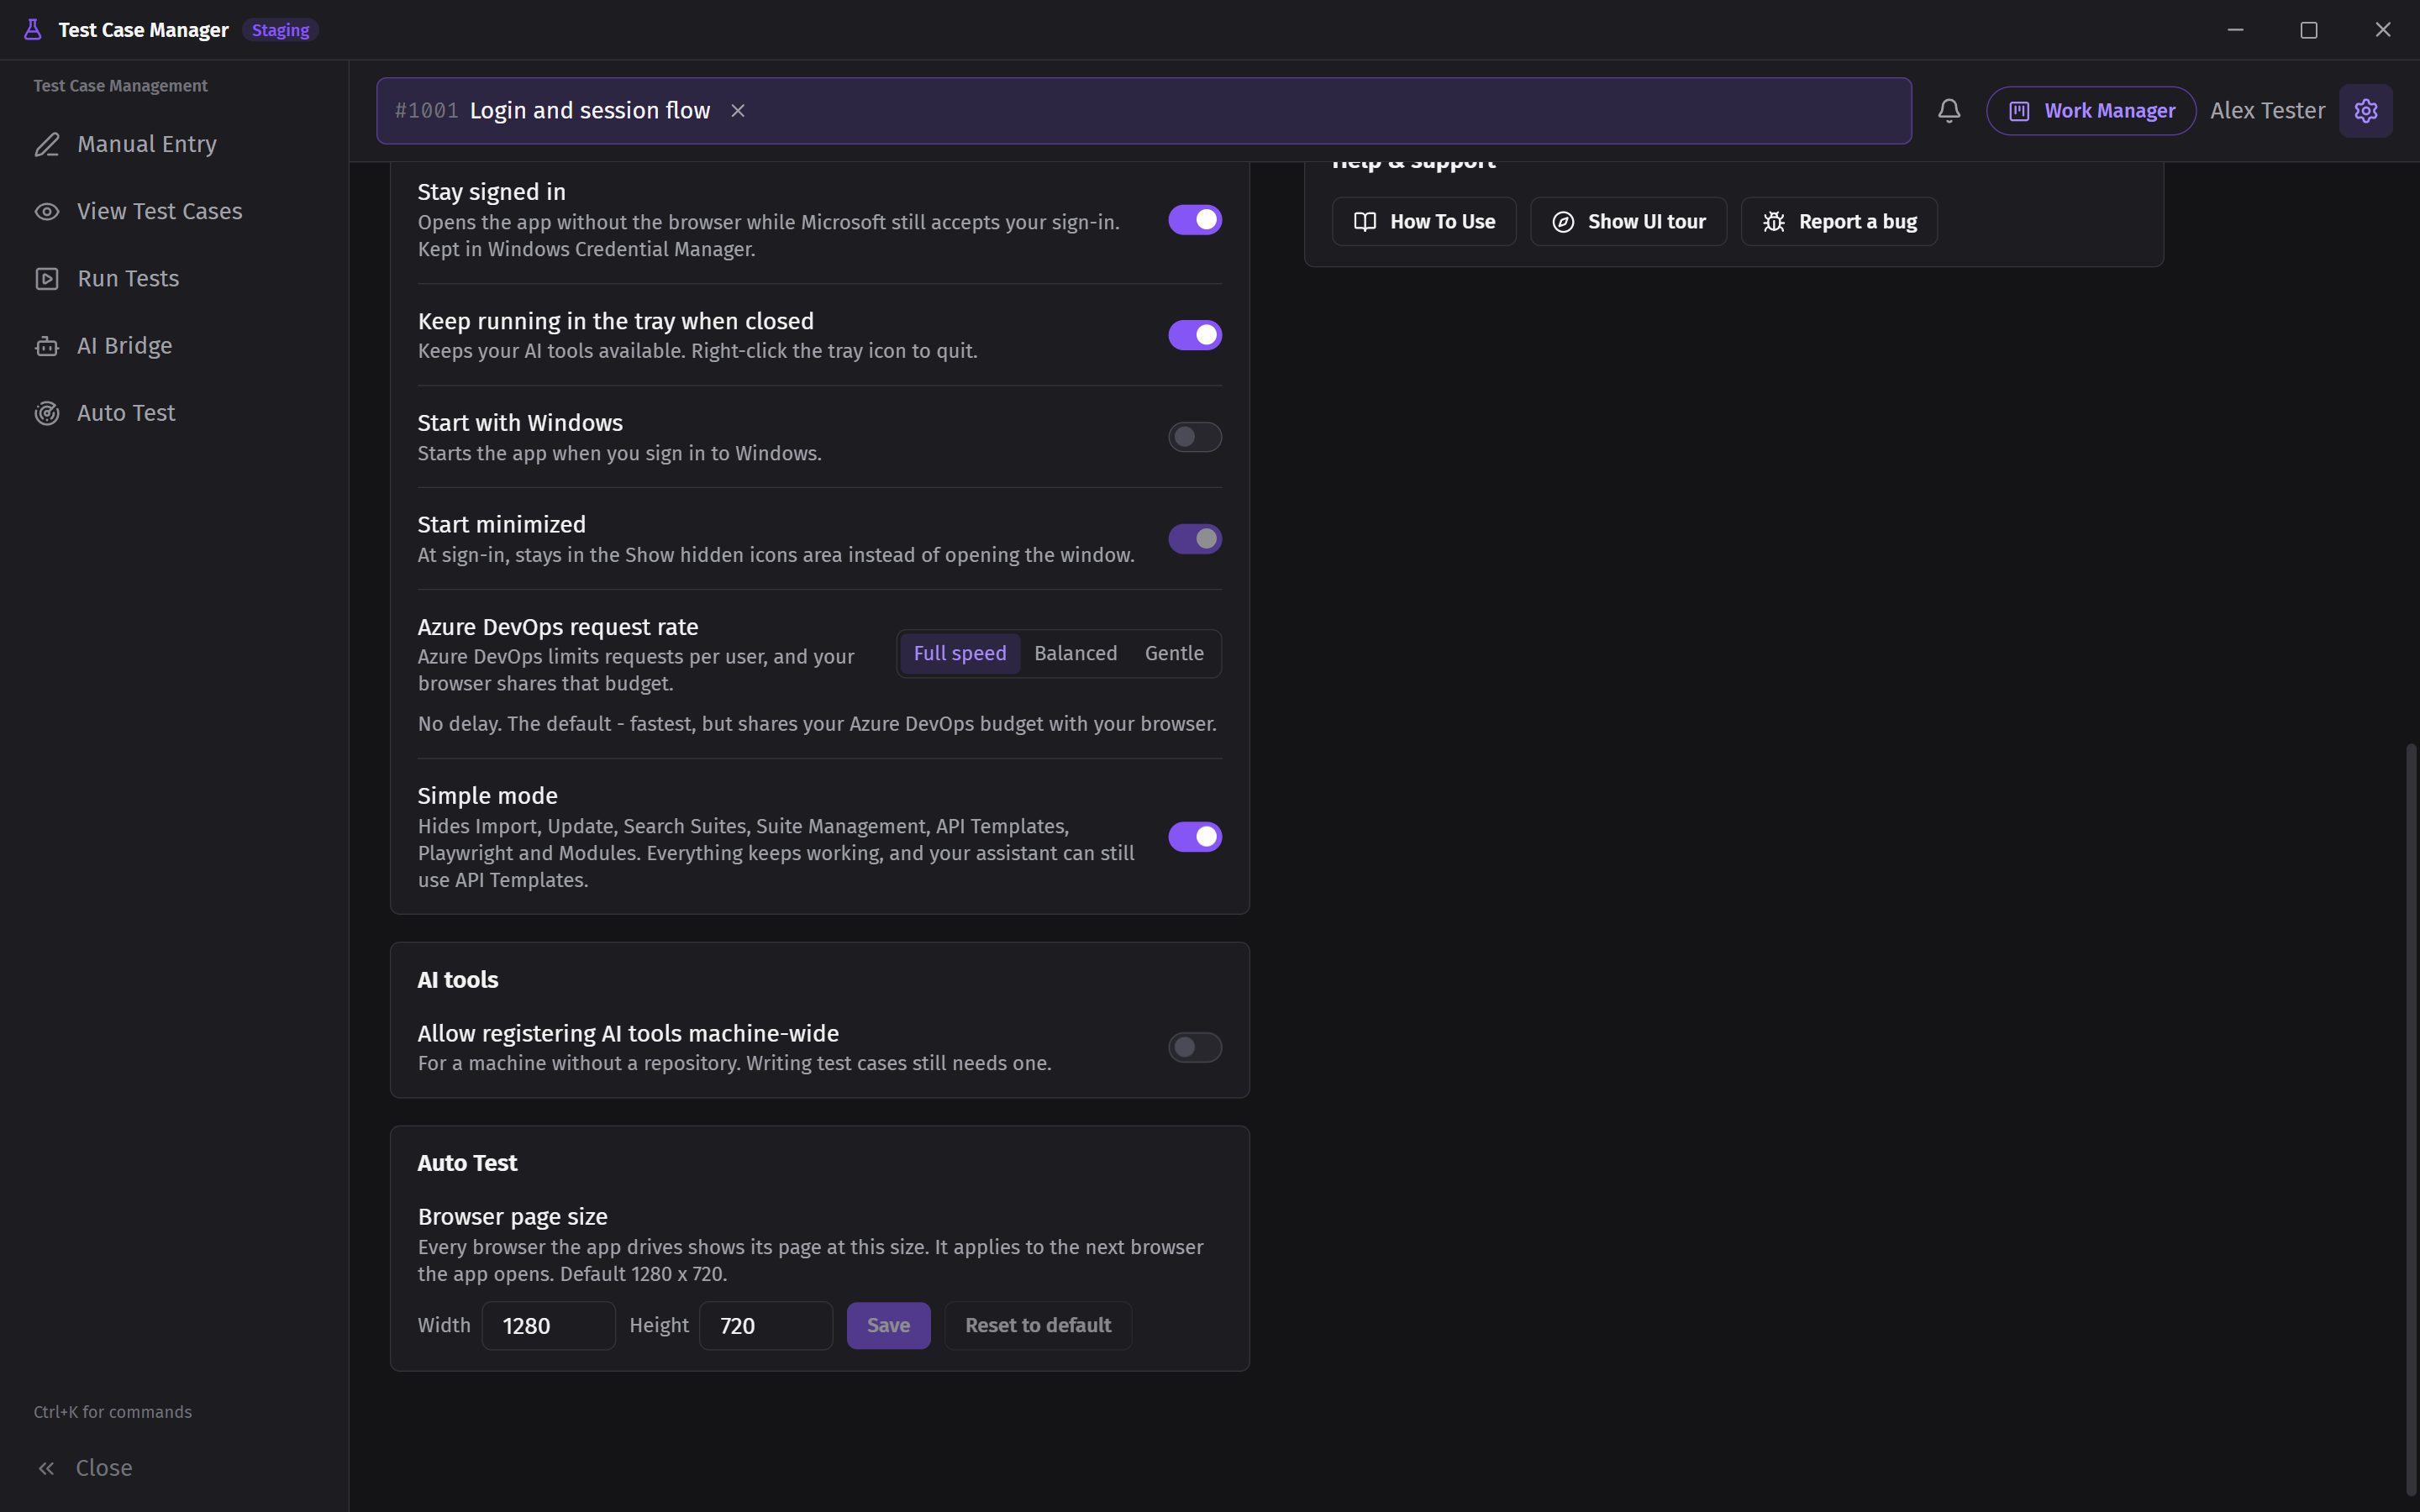 Test Case Manager Staging
Test Case Management
Manual Entry
View Test Cases
Run Tests
AI Bridge
Auto Test
Ctrl+K for commands
Close
#1001 Login and session flow
Work Manager
Alex Tester
Stay signed in
Opens the app without the browser while Microsoft still accepts your sign-in.
Kept in Windows Credential Manager.
Keep running in the tray when closed
Keeps your AI tools available. Right-click the tray icon to quit.
Start with Windows
Starts the app when you sign in to Windows.
Start minimized
At sign-in, stays in the Show hidden icons area instead of opening the window.
Azure DevOps request rate
Azure DevOps limits requests per user, and your
browser shares that budget.
Full speed Balanced Gentle
No delay. The default - fastest, but shares your Azure DevOps budget with your browser.
Simple mode
Hides Import, Update, Search Suites, Suite Management, API Templates,
Playwright and Modules. Everything keeps working, and your assistant can still
use API Templates.
AI tools
Allow registering AI tools machine-wide
For a machine without a repository. Writing test cases still needs one.
Auto Test
Browser page size
Every browser the app drives shows its page at this size. It applies to the next browser
the app opens. Default 1280 x 720.
Width 1280 Height 720 Save Reset to default
Help & support
How To Use Show UI tour Report a bug